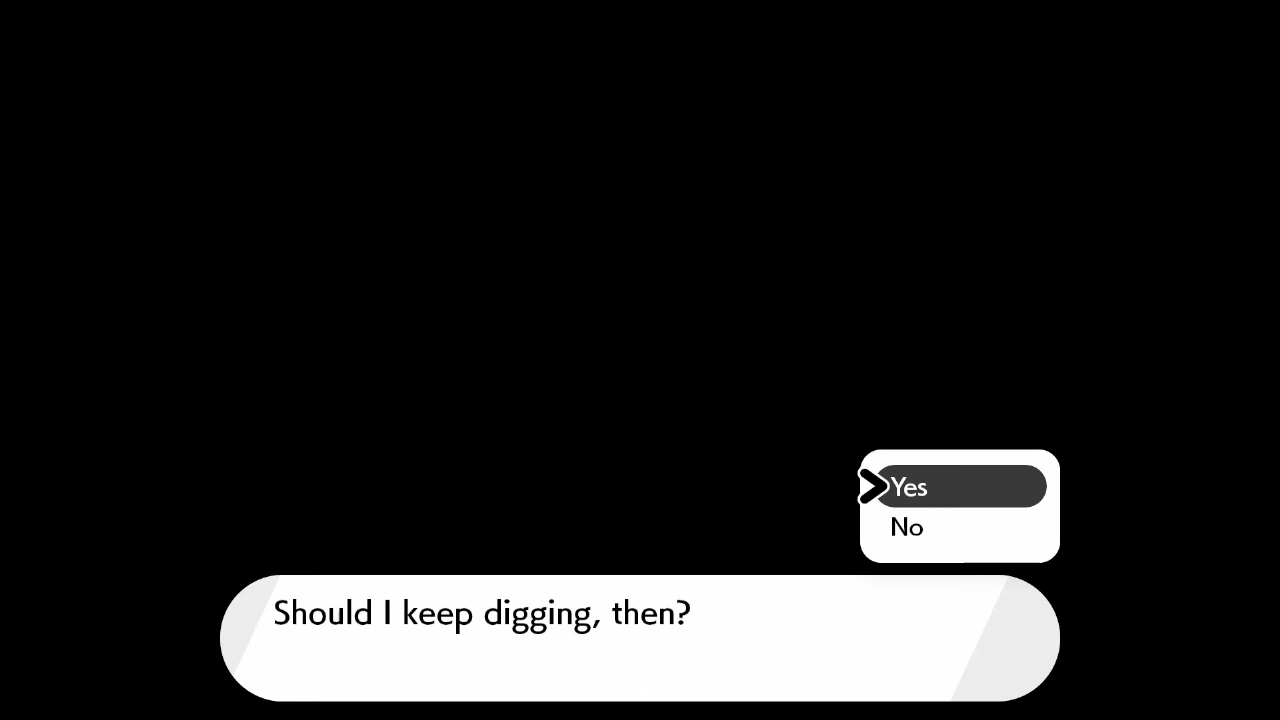 Yes
No
Should I keep digging, then?